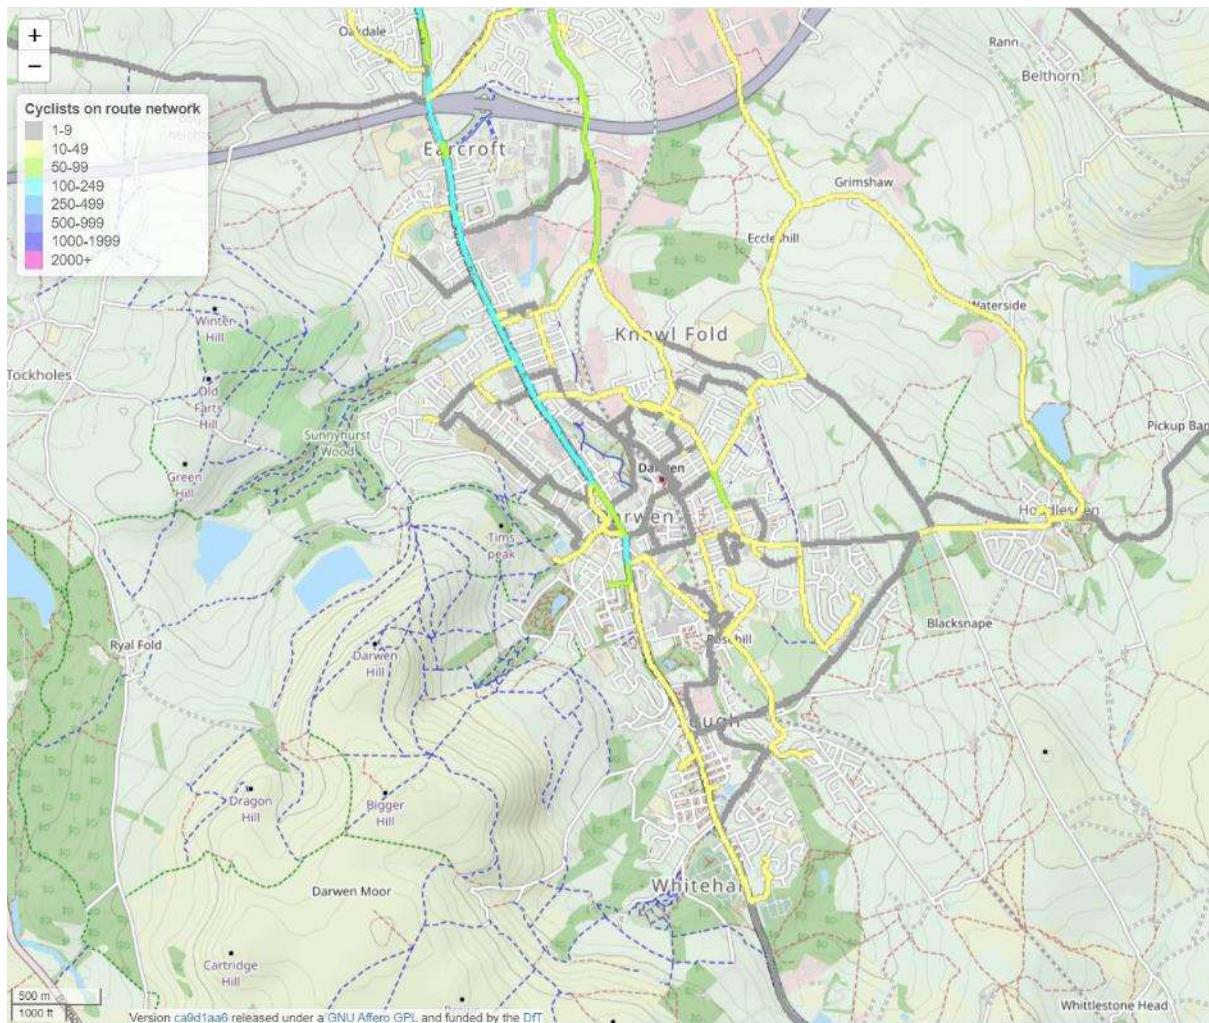 Oakdale
Rann
Belthorn
+
−
Cyclists on route network
1-9
10-49
50-99
100-249
250-499
500-999
1000-1999
2000+
Earcroft
Grimshaw
Eccleshill
Waterside
Knowl Fold
Winter
Hill
Tockholes
Old
Farts
Hill
Sunnyhurst
Wood
Pickup Ban
Green
Hill
Darwen
Darwen
Hoddlesden
Tims
peak
Blacksnape
Ryal Fold
Darwen
Hill
Rosehill
Dragon
Hill
Bigger
Hill
Darwen Moor
Whitehal
Cartridge
Hill
500 m
1000 ft
Whittlestone Head
Version ca9d1aa6 released under a GNU Affero GPL and funded by the DfT